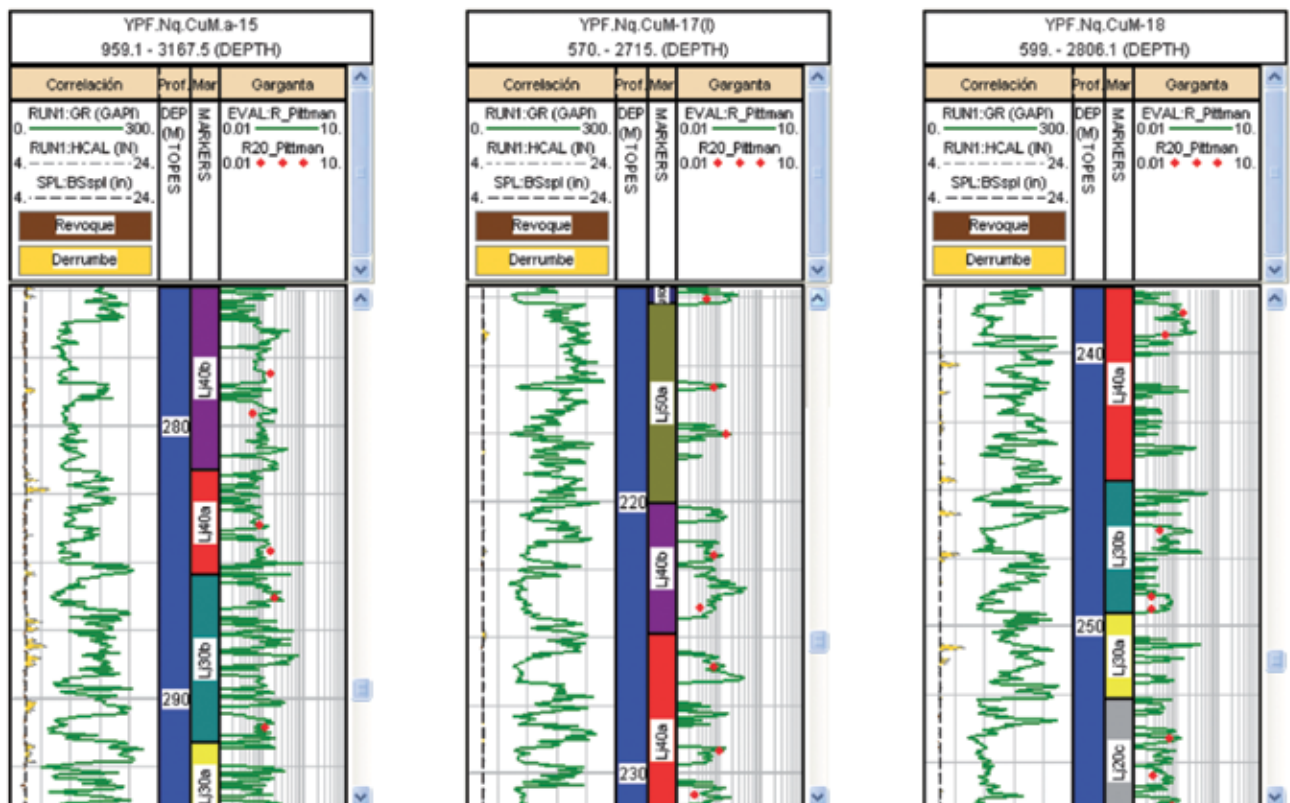 YPF.Nq.CuM.a-15
959.1 - 3167.5 (DEPTH)
Correlación Prof. Mar Garganta
RUN1:GR (GAPI)
0. 300.
RUN1:HCAL (IN)
4. 24.
SPL:BSspl (in)
4. 24.
Revoque
Derrumbe
DEP (M) TOPES
MARKERS
EVAL:R_Pittman
0.01 10.
R20_Pittman
0.01 10.
Lj40b
280
Lj40a
Lj30b
290
Lj30a
YPF.Nq.CuM-17(I)
570. - 2715. (DEPTH)
Correlación Prof. Mar Garganta
RUN1:GR (GAPI)
0. 300.
RUN1:HCAL (IN)
4. 24.
SPL:BSspl (in)
4. 24.
Revoque
Derrumbe
DEP (M) TOPES
MARKERS
EVAL:R_Pittman
0.01 10.
R20_Pittman
0.01 10.
Lj50a
220
Lj40b
Lj40a
230
YPF.Nq.CuM-18
599. - 2806.1 (DEPTH)
Correlación Prof. Mar Garganta
RUN1:GR (GAPI)
0. 300.
RUN1:HCAL (IN)
4. 24.
SPL:BSspl (in)
4. 24.
Revoque
Derrumbe
DEP (M) TOPES
MARKERS
EVAL:R_Pittman
0.01 10.
R20_Pittman
0.01 10.
240
Lj40a
Lj30b
250
Lj30a
Lj20c